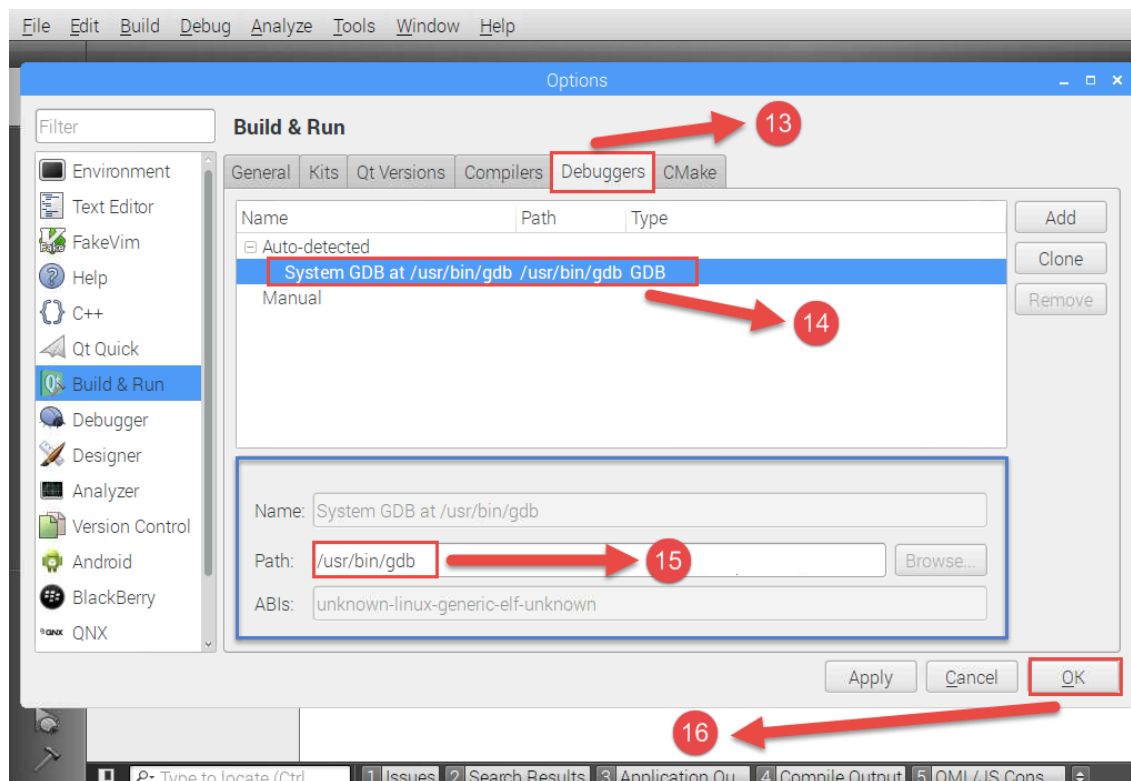 File Edit Build Debug Analyze Tools Window Help
Options
Filter
Build & Run
13
Environment
Text Editor
FakeVim
Help
C++
Qt Quick
Build & Run
Debugger
Designer
Analyzer
Version Control
Android
BlackBerry
QNX
General Kits Qt Versions Compilers Debuggers CMake
Name Path Type
Auto-detected
System GDB at /usr/bin/gdb /usr/bin/gdb GDB
Manual
14
Add
Clone
Remove
Name: System GDB at /usr/bin/gdb
Path: /usr/bin/gdb
15
Browse...
ABIs: unknown-linux-generic-elf-unknown
Apply Cancel OK
16
Type to locate (Ctrl 1 Issues 2 Search Results 3 Application Ou 4 Compile Output 5 QML/JS Cons